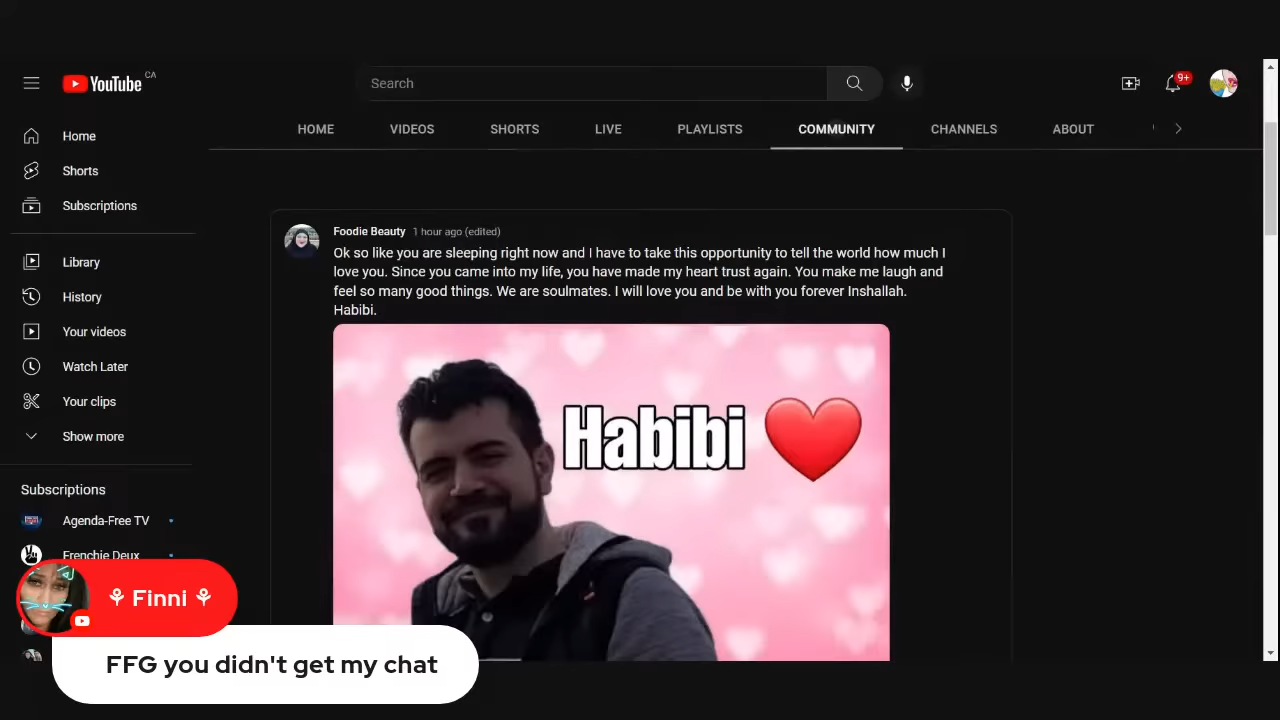 YouTube CA
Search
9+
HOME VIDEOS SHORTS LIVE PLAYLISTS COMMUNITY CHANNELS ABOUT
Home
Shorts
Subscriptions
Library
History
Your videos
Watch Later
Your clips
Show more
Subscriptions
Agenda-Free TV
Frenchie Deux
Foodie Beauty 1 hour ago (edited)
Ok so like you are sleeping right now and I have to take this opportunity to tell the world how much I
love you. Since you came into my life, you have made my heart trust again. You make me laugh and
feel so many good things. We are soulmates. I will love you and be with you forever Inshallah.
Habibi.
Habibi ❤️
⚘ Finni ⚘
FFG you didn't get my chat